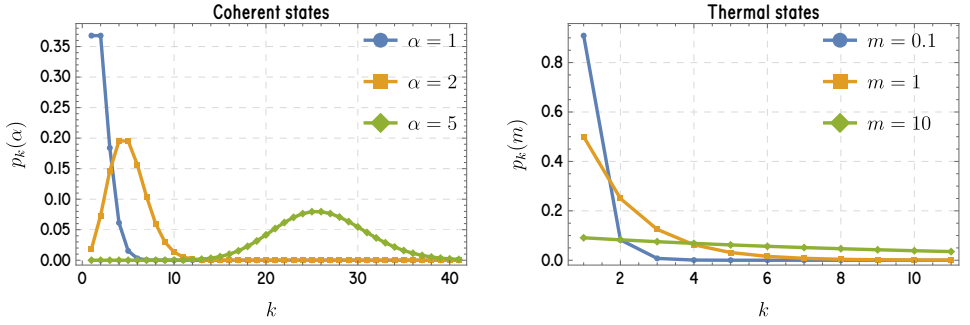 Coherent states
p_k(α)
0.35
0.30
0.25
0.20
0.15
0.10
0.05
0.00
0 10 20 30 40
k
α = 1
α = 2
α = 5
Thermal states
p_k(m)
0.8
0.6
0.4
0.2
0.0
2 4 6 8 10
k
m = 0.1
m = 1
m = 10